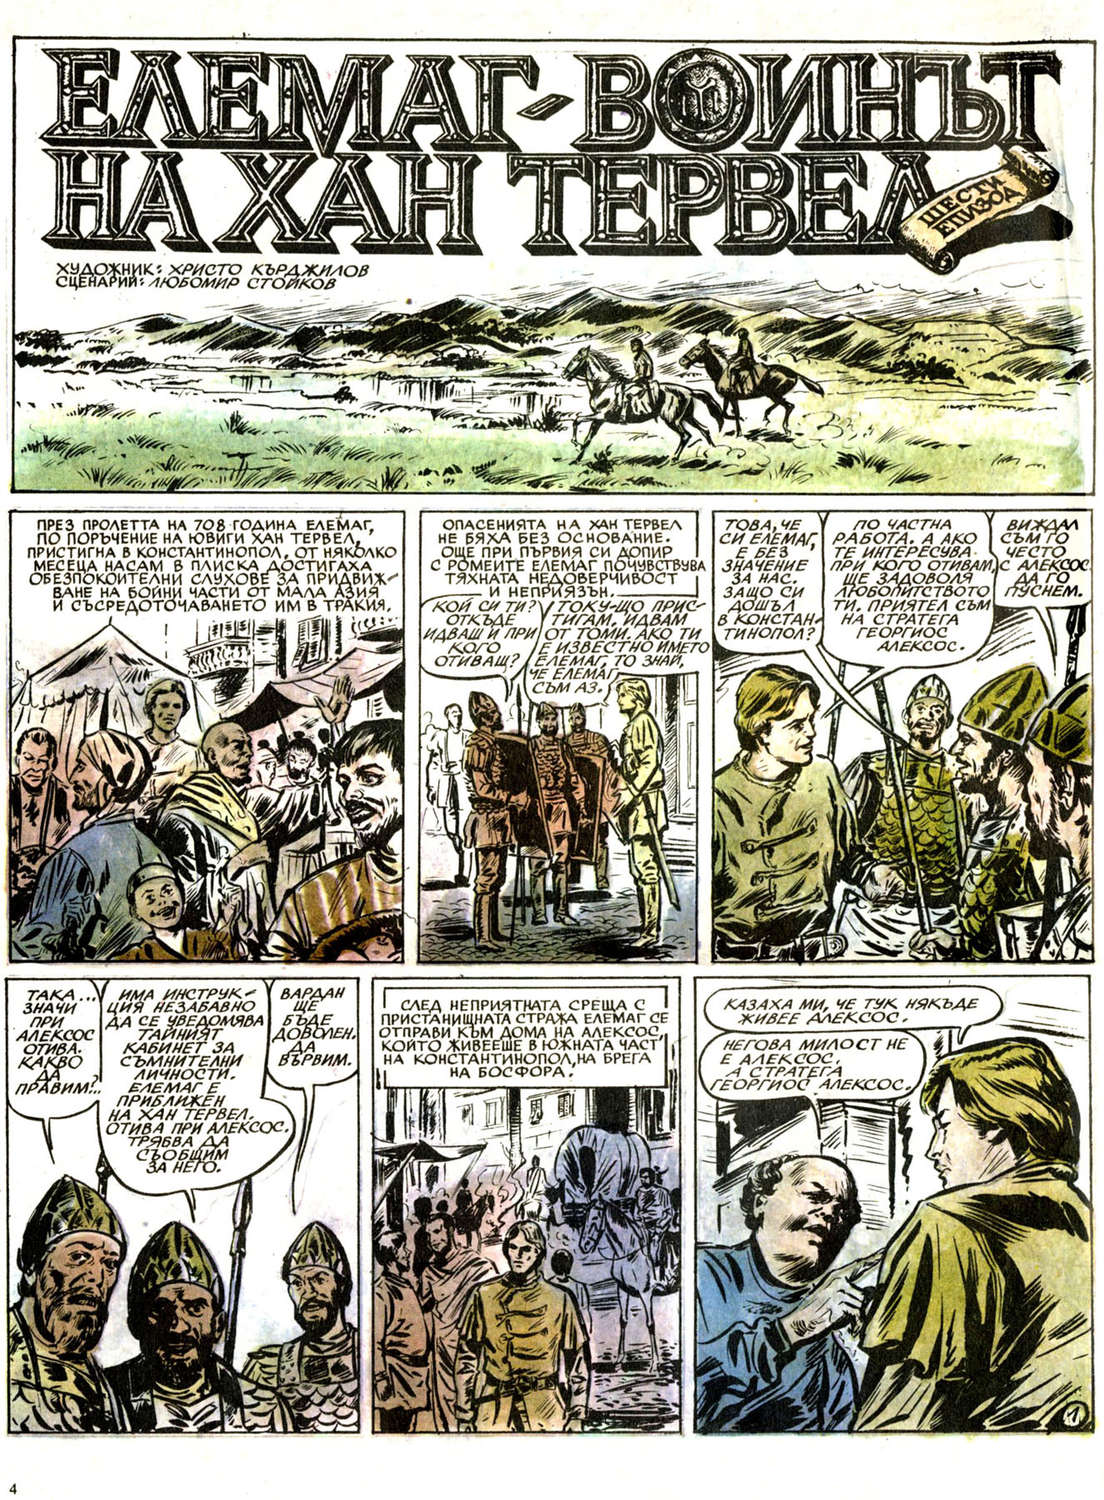 ЕЛЕМАГ-ВОИНЪТ
НА ХАН ТЕРВЕЛ
ШЕСТИ
ЕПИЗОД
ХУДОЖНИК: ХРИСТО КЪРДЖИЛОВ
СЦЕНАРИЙ: ЛЮБОМИР СТОЙКОВ
ПРЕЗ ПРОЛЕТТА НА 708 ГОДИНА ЕЛЕМАГ,
ПО ПОРЪЧЕНИЕ НА ЮВИГИ ХАН ТЕРВЕЛ,
ПРИСТИГНА В КОНСТАНТИНОПОЛ. ОТ НЯКОЛКО
МЕСЕЦА НАСАМ В ПЛИСКА ДОСТИГАХА
ОБЕЗПОКОИТЕЛНИ СЛУХОВЕ ЗА ПРИДВИЖ-
ВАНЕ НА БОЙНИ ЧАСТИ ОТ МАЛА АЗИЯ
И СЪСРЕДОТОЧАВАНЕТО ИМ В ТРАКИЯ.
ОПАСЕНИЯТА НА ХАН ТЕРВЕЛ
НЕ БЯХА БЕЗ ОСНОВАНИЕ.
ОЩЕ ПРИ ПЪРВИЯ СИ ДОПИР
С РОМЕИТЕ ЕЛЕМАГ ПОЧУВСТВУВА
ТЯХНАТА НЕДОВЕРЧИВОСТ
И НЕПРИЯЗЪН.
КОЙ СИ ТИ?
ОТКЪДЕ
ИДВАШ И ПРИ
КОГО
ОТИВАШ?
ТОКУ-ЩО ПРИС-
ТИГАМ. ИДВАМ
ОТ ТОМИ. АКО ТИ
Е ИЗВЕСТНО ИМЕТО
ЕЛЕМАГ, ТО ЗНАЙ,
ЧЕ ЕЛЕМАГ
СЪМ АЗ.
ТОВА, ЧЕ
СИ ЕЛЕМАГ,
Е БЕЗ
ЗНАЧЕНИЕ
ЗА НАС.
ЗАЩО СИ
ДОШЪЛ
В КОНСТАН-
ТИНОПОЛ?
ПО ЧАСТНА
РАБОТА. А АКО
ТЕ ИНТЕРЕСУВА
ПРИ КОГО ОТИВАМ,
ЩЕ ЗАДОВОЛЯ
ЛЮБОПИТСТВОТО
ТИ. ПРИЯТЕЛ СЪМ
НА СТРАТЕГА
ГЕОРГИОС
АЛЕКСОС.
ВИЖДАЛ
СЪМ ГО
ЧЕСТО
С АЛЕКСОС.
ДА ГО
ПУСНЕМ.
ТАКА...
ЗНАЧИ
ПРИ
АЛЕКСОС
ОТИВА.
КАКВО
ДА
ПРАВИМ?..
ИМА ИНСТРУК-
ЦИЯ НЕЗАБАВНО
ДА СЕ УВЕДОМЯВА
ТАЙНИЯТ
КАБИНЕТ ЗА
СЪМНИТЕЛНИ
ЛИЧНОСТИ.
ЕЛЕМАГ Е
ПРИБЛИЖЕН
НА ХАН ТЕРВЕЛ.
ОТИВА ПРИ АЛЕКСОС.
ТРЯБВА ДА
СЪОБЩИМ
ЗА НЕГО.
ВАРДАН
ЩЕ
БЪДЕ
ДОВОЛЕН.
ДА
ВЪРВИМ.
СЛЕД НЕПРИЯТНАТА СРЕЩА С
ПРИСТАНИЩНАТА СТРАЖА ЕЛЕМАГ СЕ
ОТПРАВИ КЪМ ДОМА НА АЛЕКСОС,
КОЙТО ЖИВЕЕШЕ В ЮЖНАТА ЧАСТ
НА КОНСТАНТИНОПОЛ, НА БРЕГА
НА БОСФОРА.
КАЗАХА МИ, ЧЕ ТУК НЯКЪДЕ
ЖИВЕЕ АЛЕКСОС.
НЕГОВА МИЛОСТ НЕ
Е АЛЕКСОС,
А СТРАТЕГА
ГЕОРГИОС АЛЕКСОС.
1
4